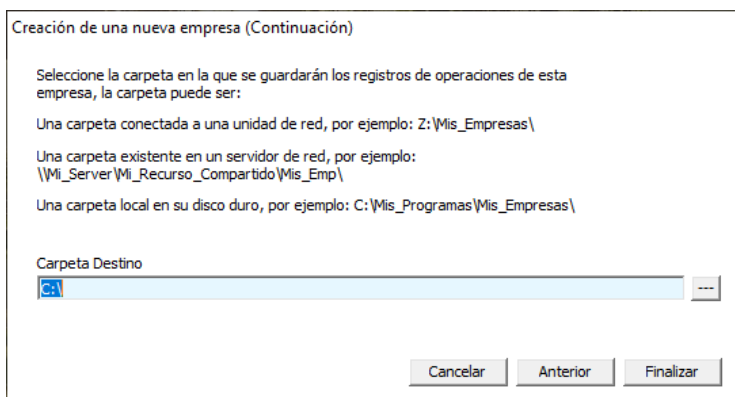 Creación de una nueva empresa (Continuación)
Seleccione la carpeta en la que se guardarán los registros de operaciones de esta
empresa, la carpeta puede ser:
Una carpeta conectada a una unidad de red, por ejemplo: Z:\Mis_Empresas\
Una carpeta existente en un servidor de red, por ejemplo:
\\Mi_Server\Mi_Recurso_Compartido\Mis_Emp\
Una carpeta local en su disco duro, por ejemplo: C:\Mis_Programas\Mis_Empresas\
Carpeta Destino
C:\
---
Cancelar Anterior Finalizar